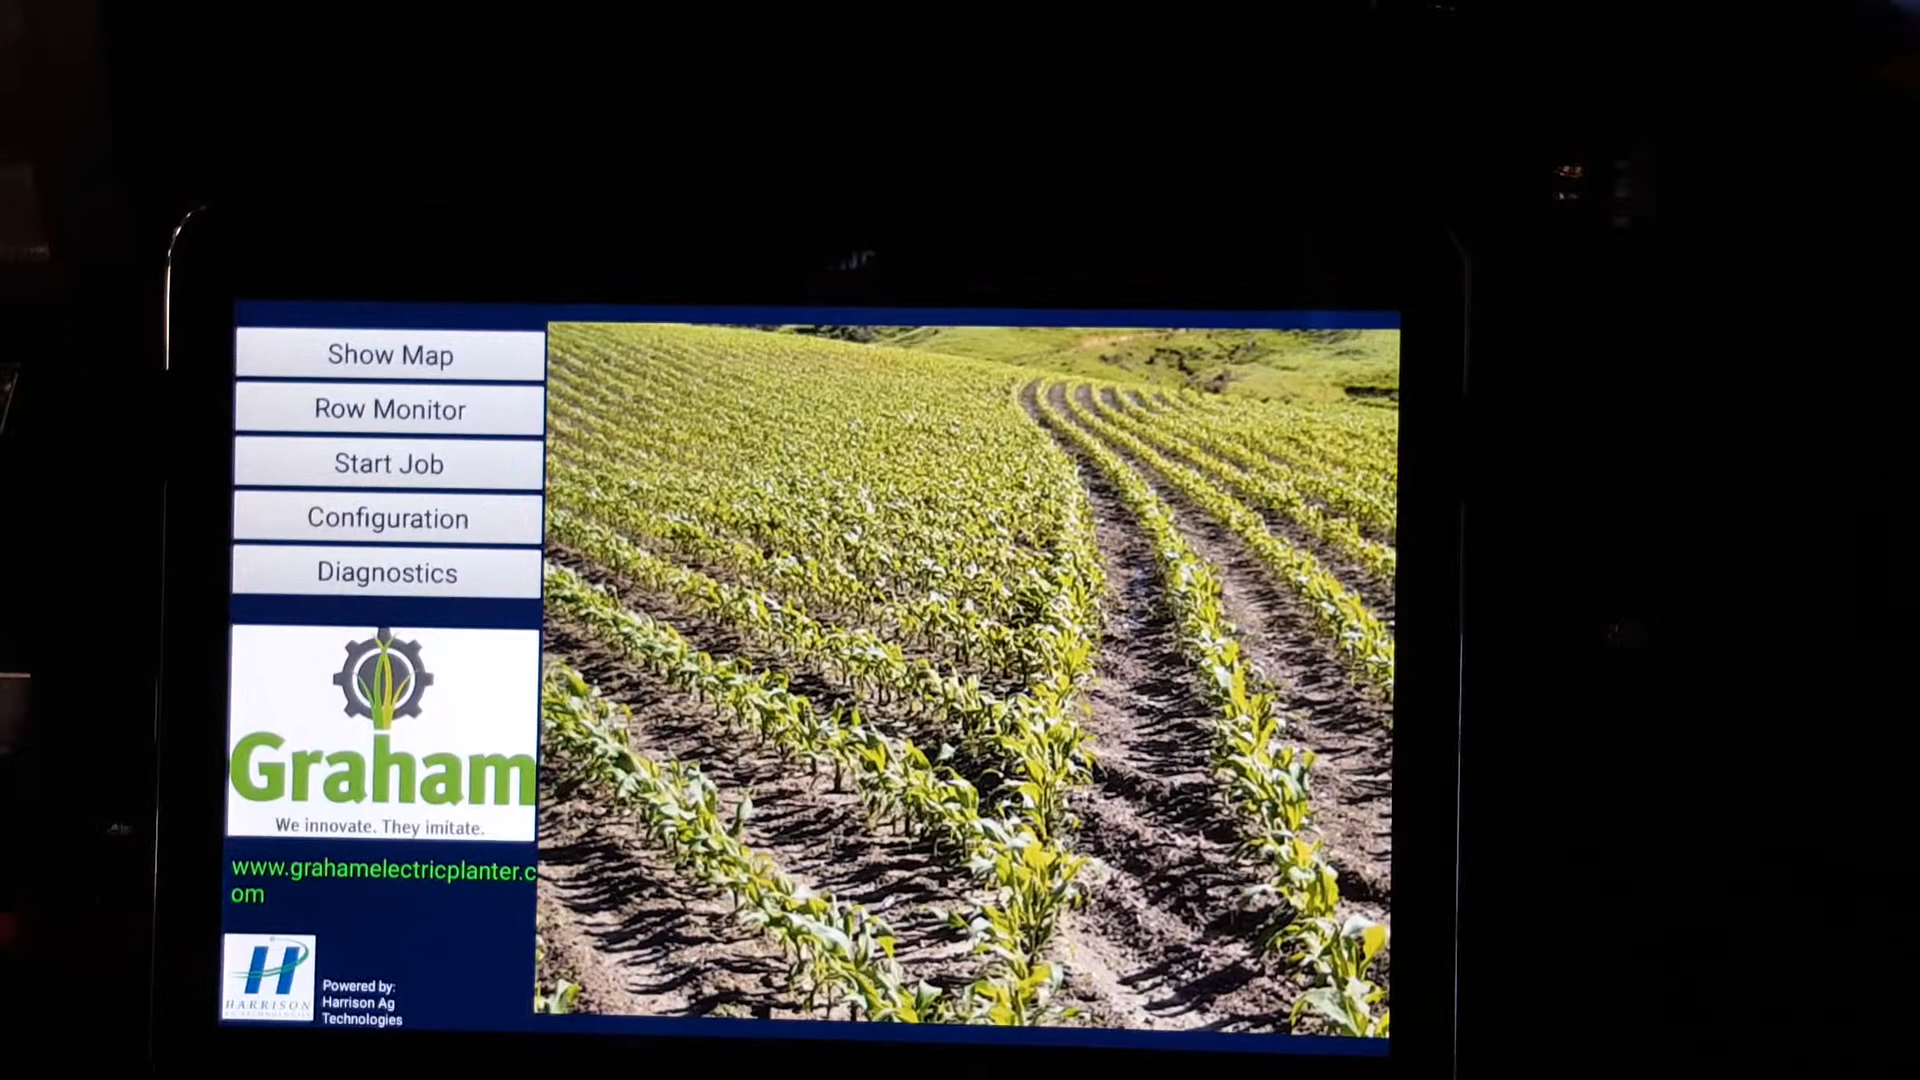 Show Map
Row Monitor
Start Job
Configuration
Diagnostics
Graham
We innovate. They imitate.
www.grahamelectricplanter.c
om
HARRISON
Powered by:
Harrison Ag
Technologies